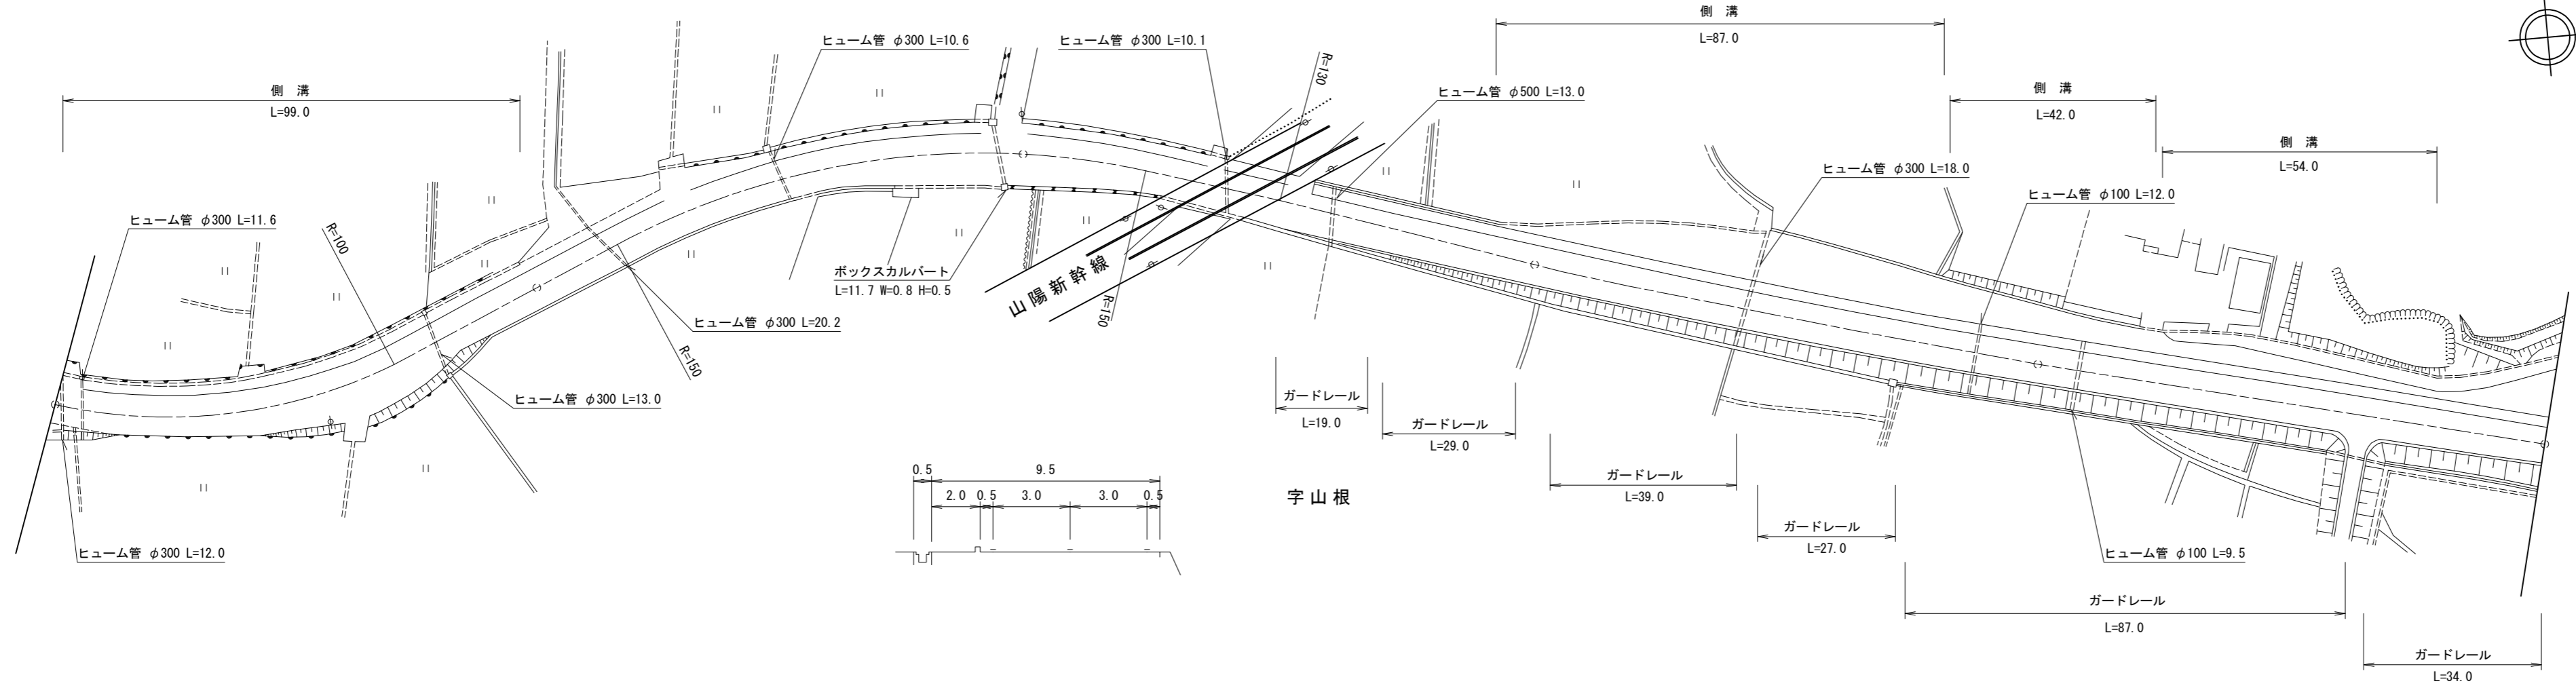 側 溝
L=87.0
ヒューム管 φ300 L=10.6
ヒューム管 φ300 L=10.1
R=130
側 溝
L=99.0
ヒューム管 φ500 L=13.0
側 溝
L=42.0
側 溝
L=54.0
ヒューム管 φ300 L=18.0
ヒューム管 φ100 L=12.0
ヒューム管 φ300 L=11.6
R=100
ボックスカルバート
L=11.7 W=0.8 H=0.5
山陽新幹線
R=150
ヒューム管 φ300 L=20.2
R=150
ヒューム管 φ300 L=13.0
ガードレール
L=19.0
ガードレール
L=29.0
0.5 9.5
2.0 0.5 3.0 3.0 0.5
字山根
ガードレール
L=39.0
ガードレール
L=27.0
ヒューム管 φ300 L=12.0
ヒューム管 φ100 L=9.5
ガードレール
L=87.0
ガードレール
L=34.0